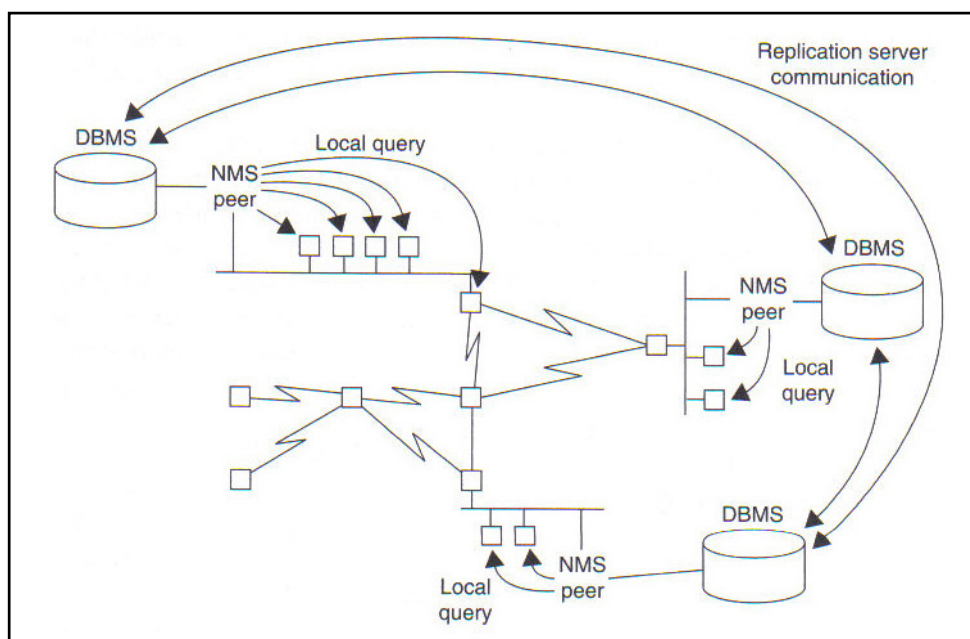 Replication server
communication
DBMS
Local query
NMS
peer
DBMS
NMS
peer
Local
query
DBMS
NMS
peer
Local
query